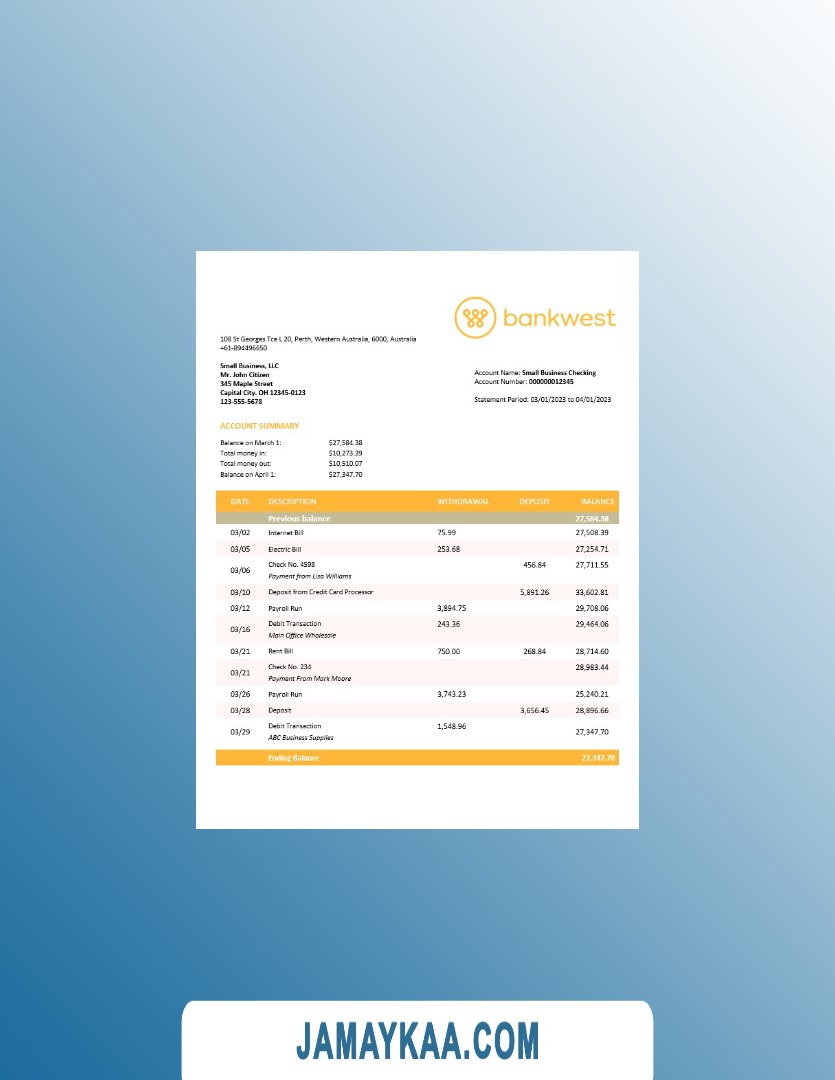 bankwest
108 St Georges Tce l, 20, Perth, Western Australia, 6000, Australia
+61-894496650
Small Business, LLC
Mr. John Citizen
345 Maple Street
Capital City. OH 12345-0123
123-555-5678
Account Name: Small Business Checking
Account Number: 000000012345
Statement Period: 03/01/2023 to 04/01/2023
ACCOUNT SUMMARY
Balance on March 1: $27,584.38
Total money in: $10,273.39
Total money out: $10,510.07
Balance on April 1: $27,347.70
DATE DESCRIPTION WITHDRAWAL DEPOSIT BALANCE
Previous balance 27,584.38
03/02 Internet Bill 75.99 27,508.39
03/05 Electric Bill 253.68 27,254.71
03/06 Check No. 4598 456.84 27,711.55
Payment from Lisa Williams
03/10 Deposit from Credit Card Processor 5,891.26 33,602.81
03/12 Payroll Run 3,894.75 29,708.06
03/16 Debit Transaction 243.36 29,464.06
Main Office Wholesale
03/21 Rent Bill 750.00 268.84 28,714.60
03/21 Check No. 234 28,983.44
Payment From Mark Moore
03/26 Payroll Run 3,743.23 25,240.21
03/28 Deposit 3,656.45 28,896.66
03/29 Debit Transaction 1,548.96 27,347.70
ABC Business Supplies
Ending Balance 27,347.70
JAMAYKAA.COM